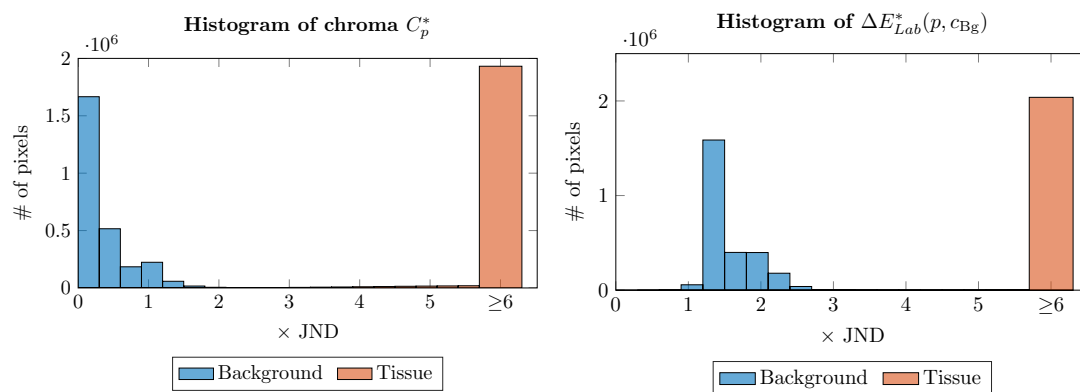 Histogram of chroma C*p
·10^6
2
1.5
1
0.5
0
# of pixels
0 1 2 3 4 5 ≥6
× JND
Background Tissue
Histogram of ΔE*Lab(p, cBg)
·10^6
2
1
0
# of pixels
0 1 2 3 4 5 ≥6
× JND
Background Tissue